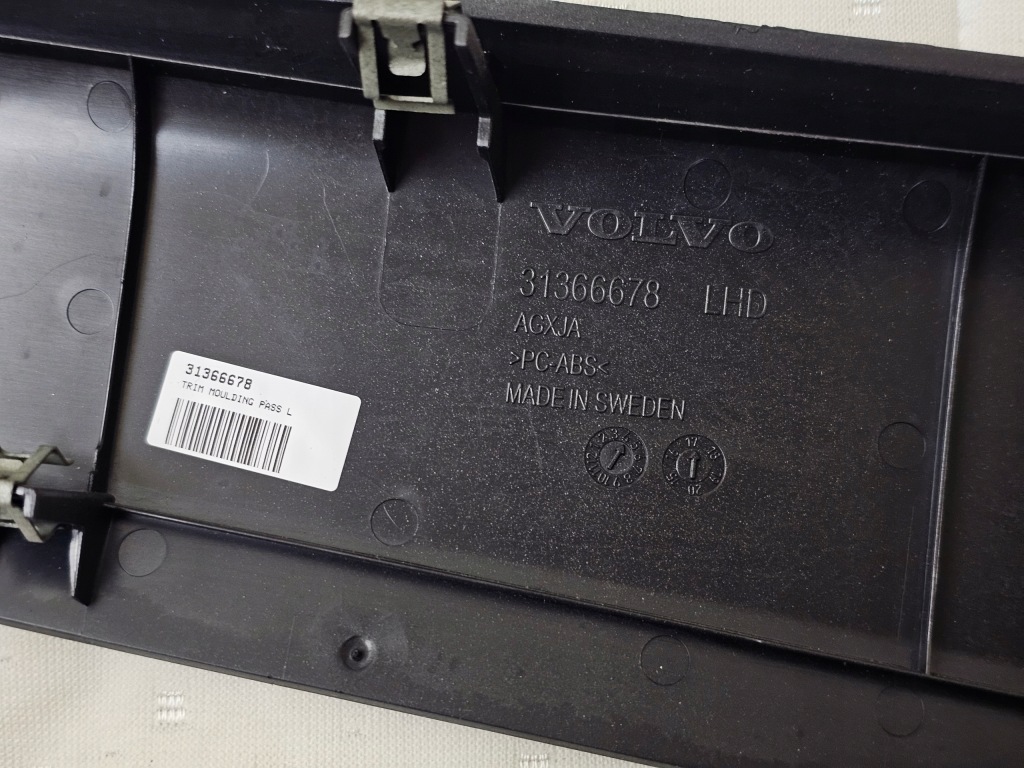 VOLVO
31366678 LHD
AGXJA
>PC-ABS<
MADE IN SWEDEN
31366678
TRIM MOULDING PASS L